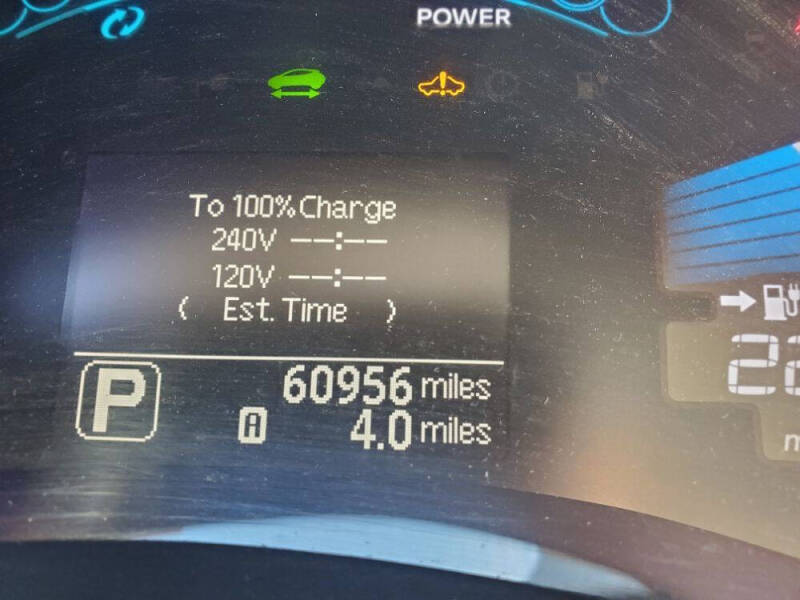 POWER
To 100% Charge
240V --:--
120V --:--
( Est. Time )
P
60956 miles
A 4.0 miles